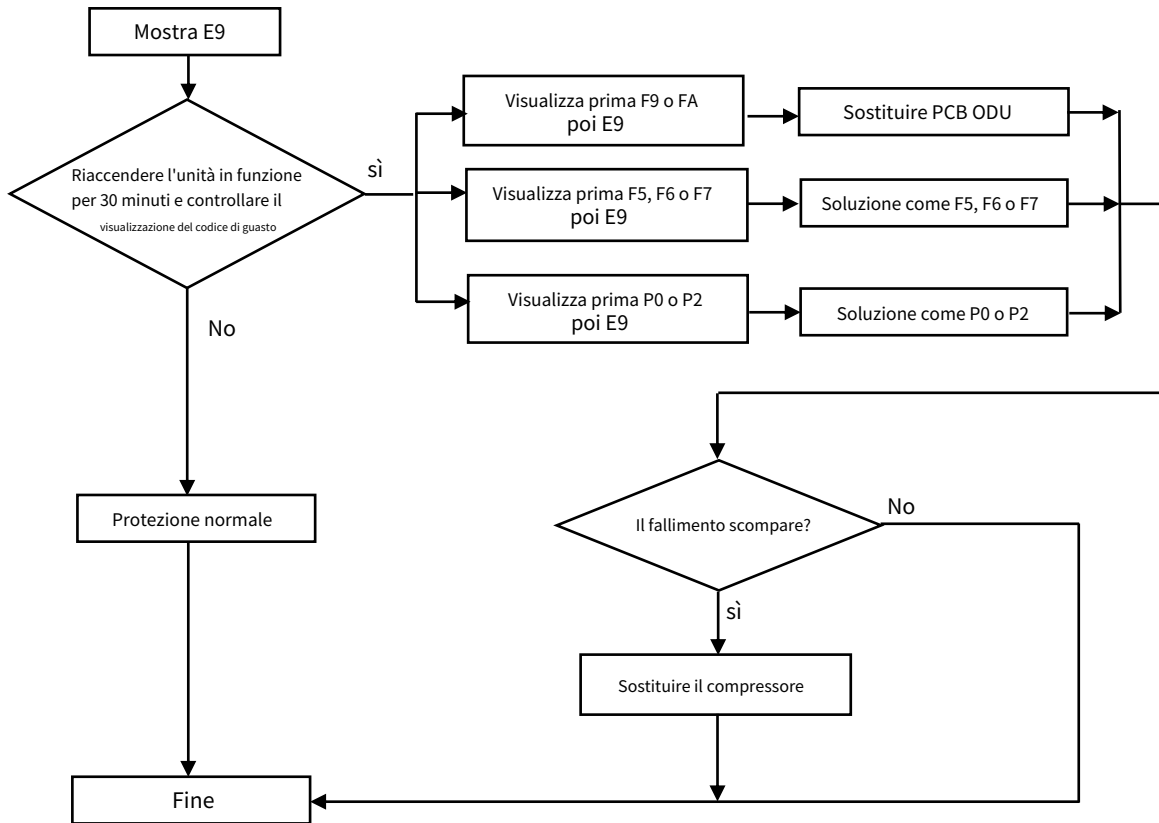 Mostra E9
Riaccendere l'unità in funzione
per 30 minuti e controllare il
visualizzazione del codice di guasto
sì
Visualizza prima F9 o FA
poi E9
Sostituire PCB ODU
Visualizza prima F5, F6 o F7
poi E9
Soluzione come F5, F6 o F7
Visualizza prima P0 o P2
poi E9
Soluzione come P0 o P2
No
Protezione normale
Il fallimento scompare?
No
sì
Sostituire il compressore
Fine